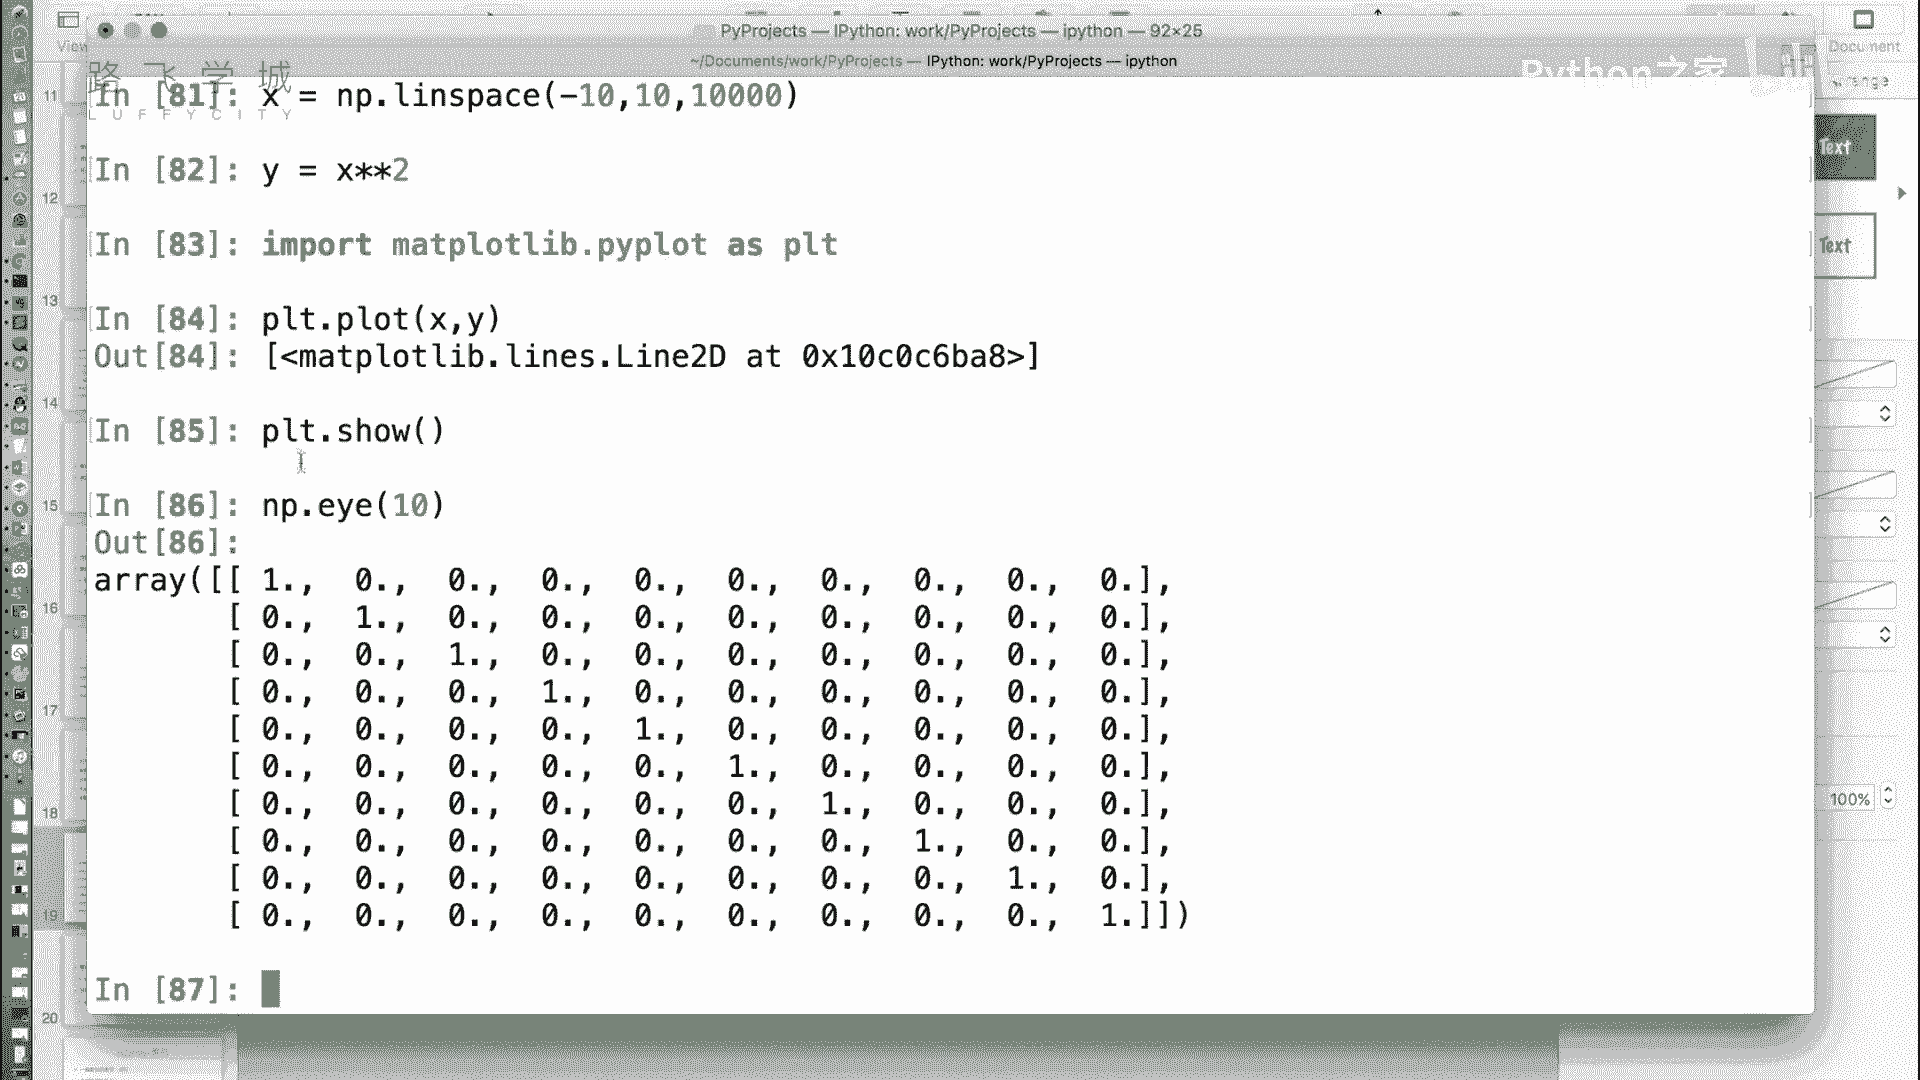 PyProjects — IPython: work/PyProjects — ipython — 92×25
~/Documents/work/PyProjects — IPython: work/PyProjects — ipython
View
Document
路飞学城
LUFFYCITY
Python之家
In [81]: x = np.linspace(-10,10,10000)
In [82]: y = x**2
In [83]: import matplotlib.pyplot as plt
In [84]: plt.plot(x,y)
Out[84]: [<matplotlib.lines.Line2D at 0x10c0c6ba8>]
In [85]: plt.show()
In [86]: np.eye(10)
Out[86]:
array([[ 1., 0., 0., 0., 0., 0., 0., 0., 0., 0.],
[ 0., 1., 0., 0., 0., 0., 0., 0., 0., 0.],
[ 0., 0., 1., 0., 0., 0., 0., 0., 0., 0.],
[ 0., 0., 0., 1., 0., 0., 0., 0., 0., 0.],
[ 0., 0., 0., 0., 1., 0., 0., 0., 0., 0.],
[ 0., 0., 0., 0., 0., 1., 0., 0., 0., 0.],
[ 0., 0., 0., 0., 0., 0., 1., 0., 0., 0.],
[ 0., 0., 0., 0., 0., 0., 0., 1., 0., 0.],
[ 0., 0., 0., 0., 0., 0., 0., 0., 1., 0.],
[ 0., 0., 0., 0., 0., 0., 0., 0., 0., 1.]])
In [87]:
11
12
13
14
15
16
17
18
19
20
Text
Text
100%